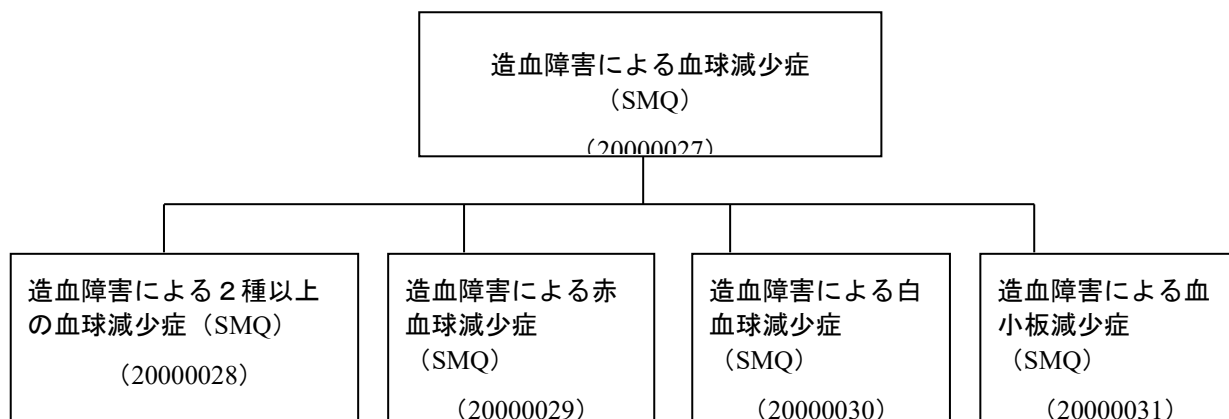 造血障害による血球減少症
（SMQ）
（20000027）
造血障害による２種以上
の血球減少症（SMQ）
（20000028）
造血障害による赤
血球減少症
（SMQ）
（20000029）
造血障害による白
血球減少症
（SMQ）
（20000030）
造血障害による血
小板減少症
（SMQ）
（20000031）